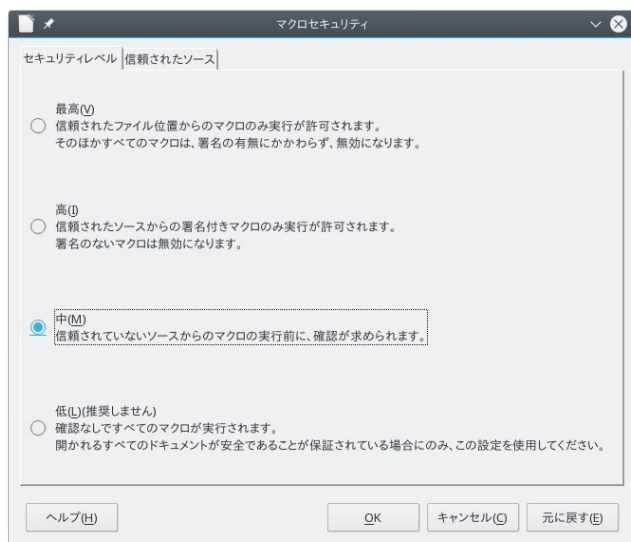 マクロセキュリティ
セキュリティレベル
信頼されたソース
最高(V)
信頼されたファイル位置からのマクロのみ実行が許可されます。
そのほかすべてのマクロは、署名の有無にかかわらず、無効になります。
高(I)
信頼されたソースからの署名付きマクロのみ実行が許可されます。
署名のないマクロは無効になります。
中(M)
信頼されていないソースからのマクロの実行前に、確認が求められます。
低(L)(推奨しません)
確認なしですべてのマクロが実行されます。
開かれるすべてのドキュメントが安全であることが保証されている場合にのみ、この設定を使用してください。
ヘルプ(H)
OK
キャンセル(C)
元に戻す(E)